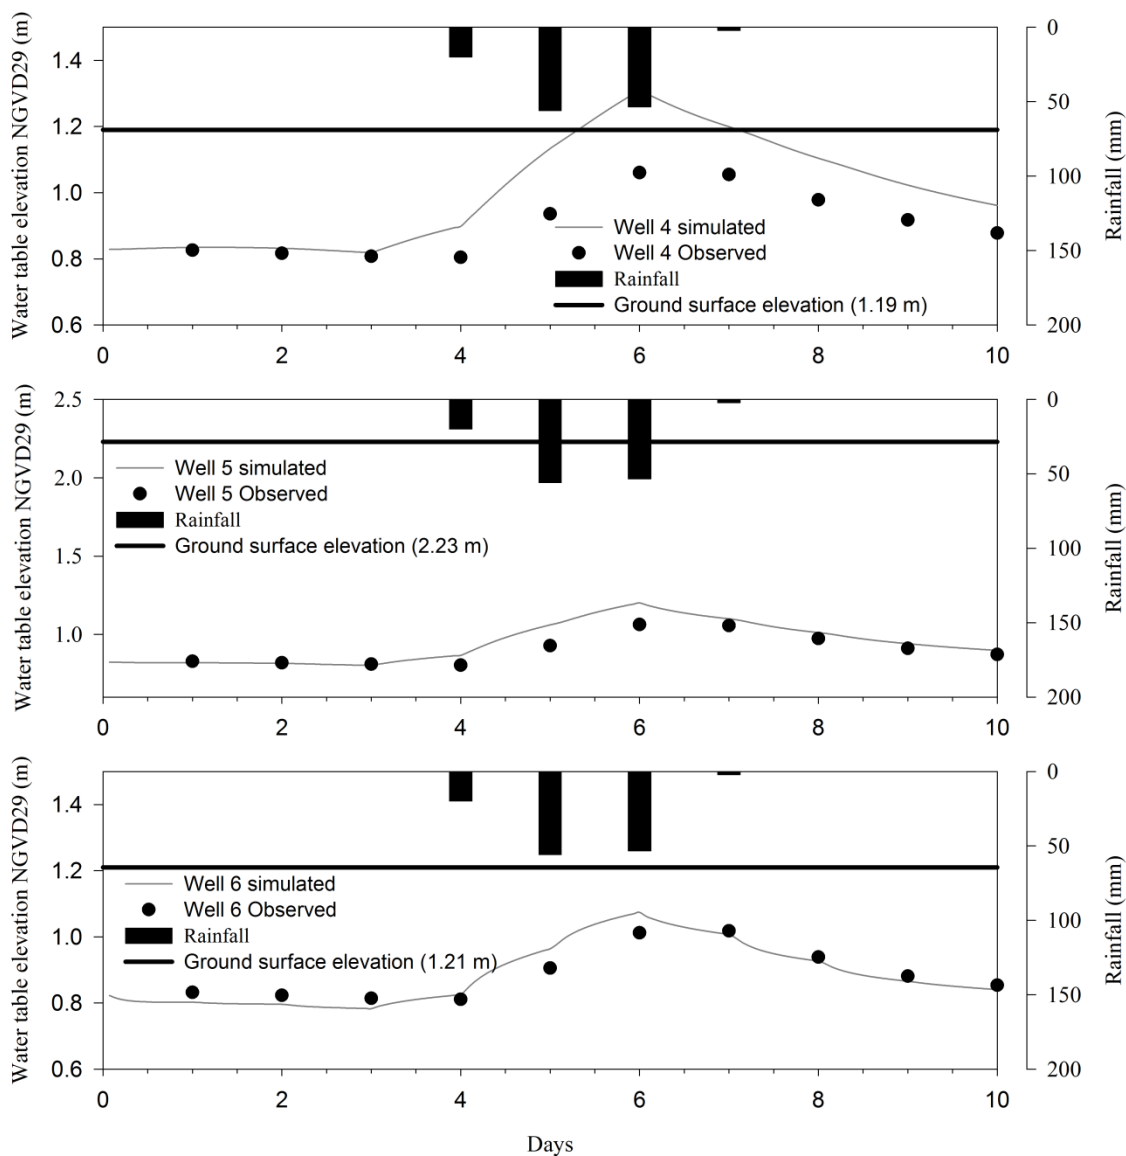 Water table elevation NGVD29 (m)
1.4
1.2
1.0
0.8
0.6
0
2
4
6
8
10
0
50
100
150
200
Rainfall (mm)
Well 4 simulated
Well 4 Observed
Rainfall
Ground surface elevation (1.19 m)
Water table elevation NGVD29 (m)
2.5
2.0
1.5
1.0
0
2
4
6
8
10
0
50
100
150
200
Rainfall (mm)
Well 5 simulated
Well 5 Observed
Rainfall
Ground surface elevation (2.23 m)
Water table elevation NGVD29 (m)
1.4
1.2
1.0
0.8
0.6
0
2
4
6
8
10
0
50
100
150
200
Rainfall (mm)
Well 6 simulated
Well 6 Observed
Rainfall
Ground surface elevation (1.21 m)
Days